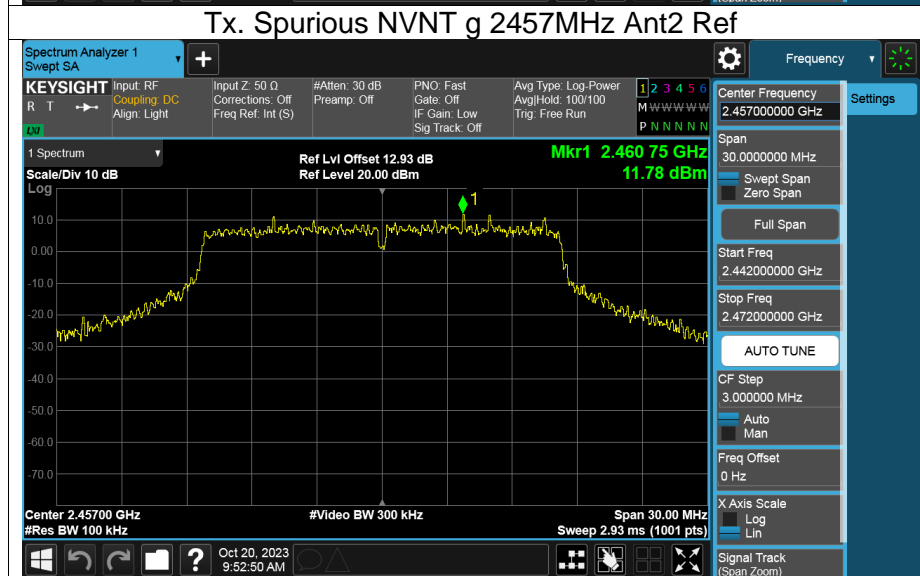 (Span Zoom)
Tx. Spurious NVNT g 2457MHz Ant2 Ref
Spectrum Analyzer 1
Swept SA
+
Frequency
KEYSIGHT
R T
LXI
Input: RF
Coupling: DC
Align: Light
Input Z: 50 Ω
Corrections: Off
Freq Ref: Int (S)
#Atten: 30 dB
Preamp: Off
PNO: Fast
Gate: Off
IF Gain: Low
Sig Track: Off
Avg Type: Log-Power
Avg|Hold: 100/100
Trig: Free Run
1 2 3 4 5 6
M W W W W W
P N N N N N
1 Spectrum
Scale/Div 10 dB
Ref Lvl Offset 12.93 dB
Ref Level 20.00 dBm
Mkr1 2.460 75 GHz
11.78 dBm
Log
1
10.0
0.00
-10.0
-20.0
-30.0
-40.0
-50.0
-60.0
-70.0
Center 2.45700 GHz
#Res BW 100 kHz
#Video BW 300 kHz
Span 30.00 MHz
Sweep 2.93 ms (1001 pts)
Center Frequency
2.457000000 GHz
Settings
Span
30.0000000 MHz
Swept Span
Zero Span
Full Span
Start Freq
2.442000000 GHz
Stop Freq
2.472000000 GHz
AUTO TUNE
CF Step
3.000000 MHz
Auto
Man
Freq Offset
0 Hz
X Axis Scale
Log
Lin
Signal Track
(Span Zoom)
?
Oct 20, 2023
9:52:50 AM